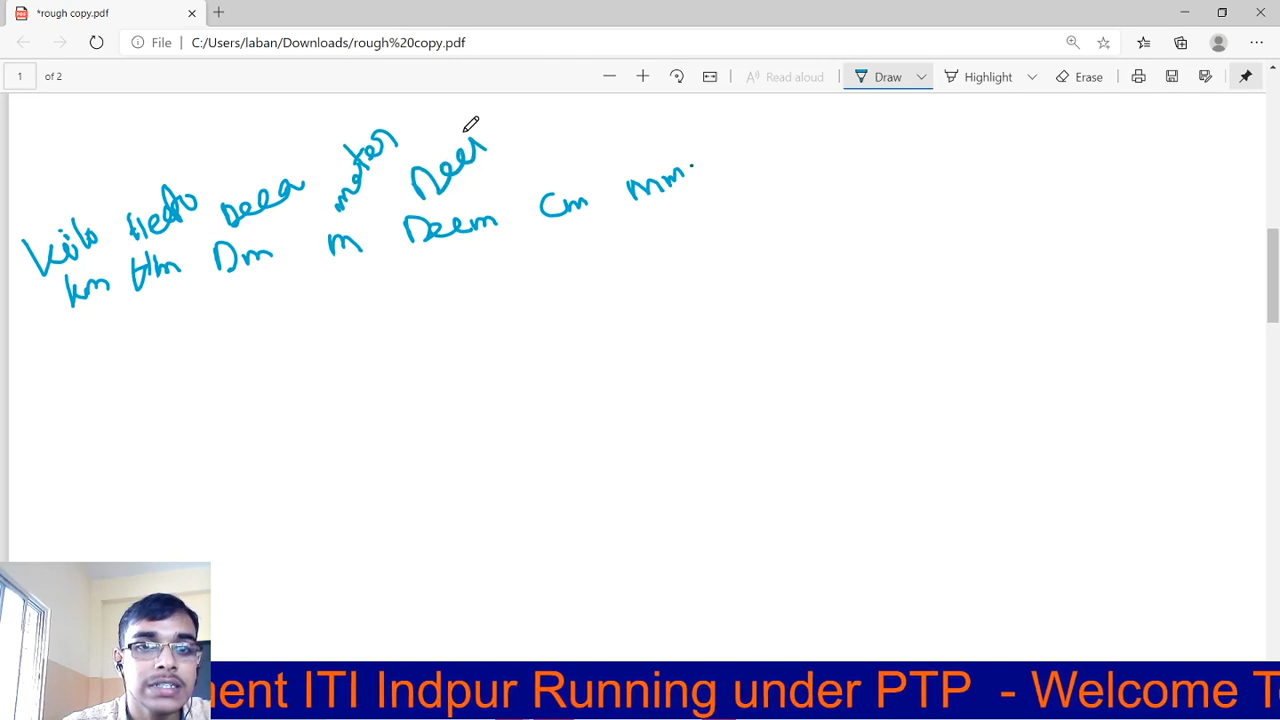 *rough copy.pdf
File C:/Users/laban/Downloads/rough%20copy.pdf
1 of 2 Read aloud Draw Highlight Erase
Kilo Hecto Deca meter Deci
km Hm Dm m Decm Cm mm.
ment ITI Indpur Running under PTP - Welcome T